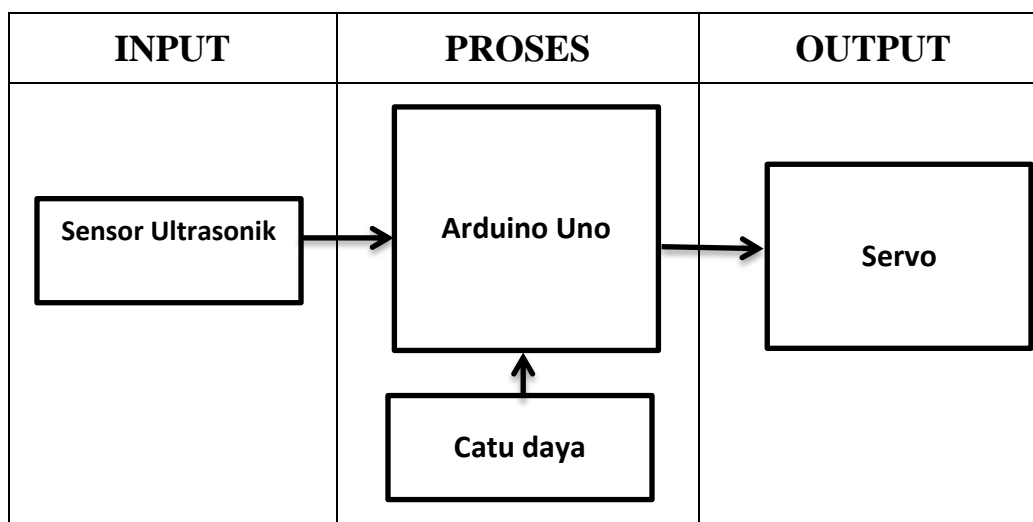 INPUT
PROSES
OUTPUT
Sensor Ultrasonik
Arduino Uno
Servo
Catu daya